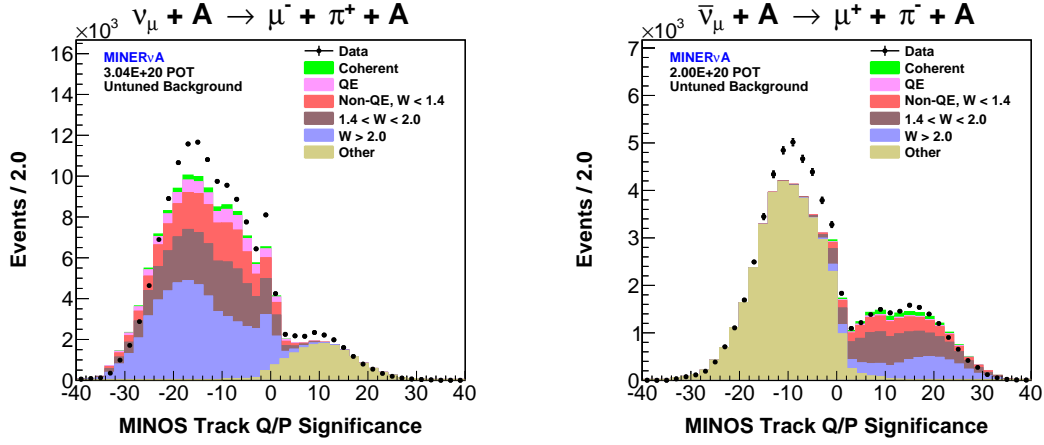 νμ + A → μ- + π+ + A
×10³
MINERνA
3.04E+20 POT
Untuned Background
Data
Coherent
QE
Non-QE, W < 1.4
1.4 < W < 2.0
W > 2.0
Other
16
14
12
10
8
6
4
2
0
Events / 2.0
-40 -30 -20 -10 0 10 20 30 40
MINOS Track Q/P Significance
ν̅μ + A → μ+ + π- + A
×10³
MINERνA
2.00E+20 POT
Untuned Background
Data
Coherent
QE
Non-QE, W < 1.4
1.4 < W < 2.0
W > 2.0
Other
7
6
5
4
3
2
1
0
Events / 2.0
-40 -30 -20 -10 0 10 20 30 40
MINOS Track Q/P Significance